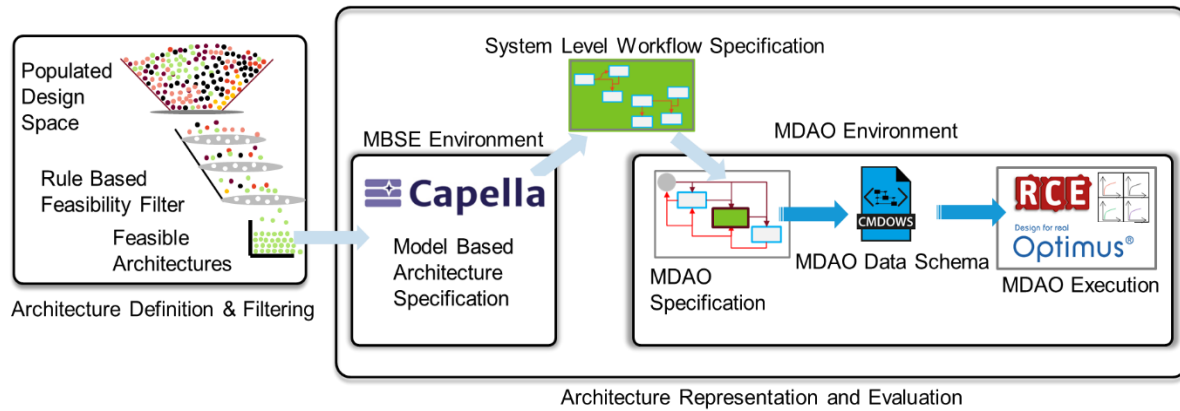 Populated
Design
Space
Rule Based
Feasibility Filter
Feasible
Architectures
Architecture Definition & Filtering
System Level Workflow Specification
MBSE Environment
Capella
Model Based
Architecture
Specification
MDAO Environment
MDAO
Specification
CMDOWS
MDAO Data Schema
RCE
Design for real
Optimus®
MDAO Execution
Architecture Representation and Evaluation